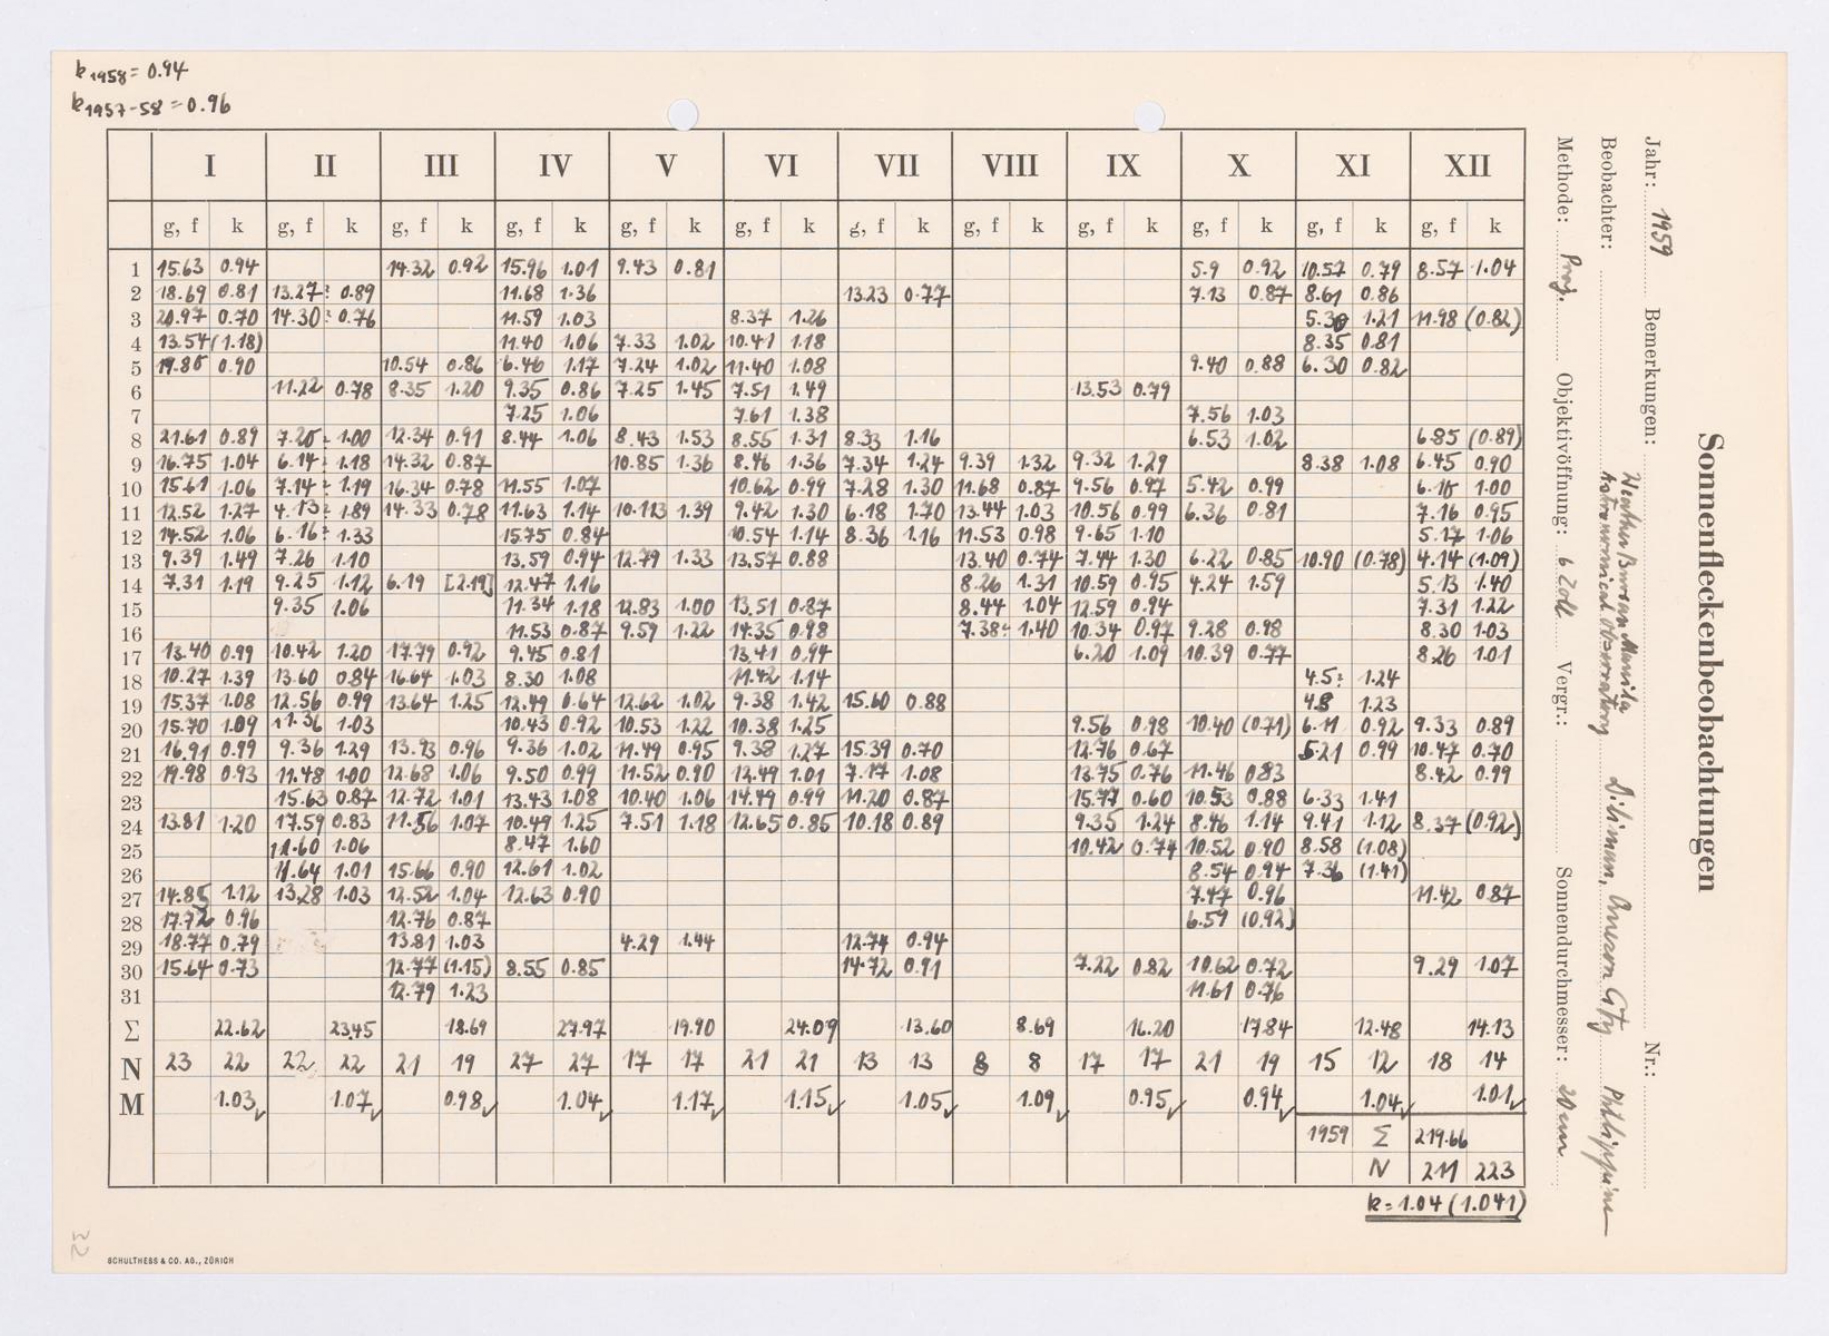 k 1958 = 0.94
k 1957-58 = 0.96
I II III IV V VI VII VIII IX X XI XII
g, f k g, f k g, f k g, f k g, f k g, f k g, f k g, f k g, f k g, f k g, f k g, f k
1 15.63 0.94 14.32 0.92 15.96 1.01 9.43 0.81 5.9 0.92 10.57 0.79 8.57 1.04
2 18.69 0.81 13.27: 0.89 11.68 1.36 13.23 0.77 7.13 0.87 8.61 0.86
3 20.97 0.70 14.30: 0.76 11.59 1.03 8.37 1.26 5.30 1.21 11.98 (0.82)
4 13.54 (1.18) 11.40 1.06 7.33 1.02 10.41 1.18 8.35 0.81
5 19.86 0.90 10.54 0.86 6.46 1.17 7.24 1.02 11.40 1.08 9.40 0.88 6.30 0.82
6 11.22 0.78 8.35 1.20 9.35 0.86 7.25 1.45 7.51 1.49 13.53 0.79
7 7.25 1.06 7.61 1.38 7.56 1.03
8 21.61 0.89 7.20: 1.00 12.34 0.91 8.44 1.06 8.43 1.53 8.55 1.31 8.33 1.16 6.53 1.02 6.85 (0.89)
9 16.75 1.04 6.14: 1.18 14.32 0.87 10.85 1.36 8.46 1.36 7.34 1.24 9.39 1.32 9.32 1.29 8.38 1.08 6.45 0.90
10 15.61 1.06 7.14: 1.19 16.34 0.78 11.55 1.07 10.62 0.99 7.28 1.30 11.68 0.87 9.56 0.97 5.42 0.99 6.18 1.00
11 12.52 1.27 4.13: 1.89 14.33 0.78 11.63 1.14 10.113 1.39 9.42 1.30 6.18 1.70 13.44 1.03 10.56 0.99 6.36 0.81 7.16 0.95
12 14.52 1.06 6.16: 1.33 15.75 0.84 10.54 1.14 8.36 1.16 11.53 0.98 9.65 1.10 5.17 1.06
13 9.39 1.49 7.26 1.10 13.59 0.94 12.79 1.33 13.57 0.88 13.40 0.74 7.44 1.30 6.22 0.85 10.90 (0.78) 4.14 (1.09)
14 7.31 1.19 9.25 1.12 6.19 [2.19] 12.47 1.16 8.26 1.31 10.59 0.95 4.24 1.59 5.13 1.40
15 9.35 1.06 11.34 1.18 12.83 1.00 13.51 0.87 8.44 1.04 12.59 0.94 7.31 1.22
16 11.53 0.87 9.59 1.22 14.35 0.98 7.38: 1.40 10.34 0.97 9.28 0.98 8.30 1.03
17 13.40 0.99 10.42 1.20 17.79 0.92 9.45 0.81 13.41 0.94 6.20 1.09 10.39 0.77 8.26 1.01
18 10.27 1.39 13.60 0.84 16.64 1.03 8.30 1.08 11.42 1.14 4.5: 1.24
19 15.37 1.08 12.56 0.99 13.64 1.25 12.49 0.64 12.62 1.02 9.38 1.42 15.60 0.88 4.8 1.23
20 15.70 1.09 11.36 1.03 10.43 0.92 10.53 1.22 10.38 1.25 9.56 0.98 10.40 (0.71) 6.11 0.92 9.33 0.89
21 16.91 0.99 9.36 1.29 13.93 0.96 9.36 1.02 11.49 0.95 9.38 1.27 15.39 0.70 12.76 0.67 5.21 0.99 10.47 0.70
22 19.98 0.93 11.48 1.00 12.68 1.06 9.50 0.99 11.52 0.90 12.49 1.01 7.17 1.08 13.75 0.76 11.46 0.83 8.42 0.99
23 15.63 0.87 12.72 1.01 13.43 1.08 10.40 1.06 14.49 0.99 11.20 0.87 15.77 0.60 10.53 0.88 6.33 1.41
24 13.81 1.20 17.59 0.83 11.56 1.07 10.49 1.25 7.51 1.18 12.65 0.85 10.18 0.89 9.35 1.24 8.46 1.14 9.41 1.12 8.37 (0.92)
25 12.60 1.06 8.47 1.60 10.42 0.74 10.52 0.90 8.58 (1.08)
26 11.64 1.01 15.66 0.90 12.61 1.02 8.54 0.94 7.36 (1.41)
27 14.85 1.12 13.28 1.03 12.52 1.04 12.63 0.90 7.47 0.96 11.42 0.87
28 17.72 0.96 12.76 0.87 6.59 (0.92)
29 18.77 0.79 13.81 1.03 4.29 1.44 12.74 0.94
30 15.64 0.73 12.77 (1.15) 8.55 0.85 14.72 0.91 7.22 0.82 10.62 0.72 9.29 1.07
31 12.79 1.23 11.61 0.76
Σ 22.62 23.45 18.69 27.97 19.90 24.09 13.60 8.69 16.20 17.84 12.48 14.13
N 23 22 22 22 21 19 27 27 17 17 21 21 13 13 8 8 17 17 21 19 15 12 18 14
M 1.03 1.07 0.98 1.04 1.17 1.15 1.05 1.09 0.95 0.94 1.04 1.01
1959 Σ 219.66
N 211 223
k = 1.04 (1.041)
Sonnenfleckenbeobachtungen
Jahr: 1959 Bemerkungen: Nr.:
Beobachter: Weather Bureau Manila Astronomical observatory Diliman, Quezon City Philippine
Methode: Proj. Objektivöffnung: 6 Zoll Vergr.: Sonnendurchmesser: 20 cm
32
SCHULTHESS & CO. AG., ZÜRICH